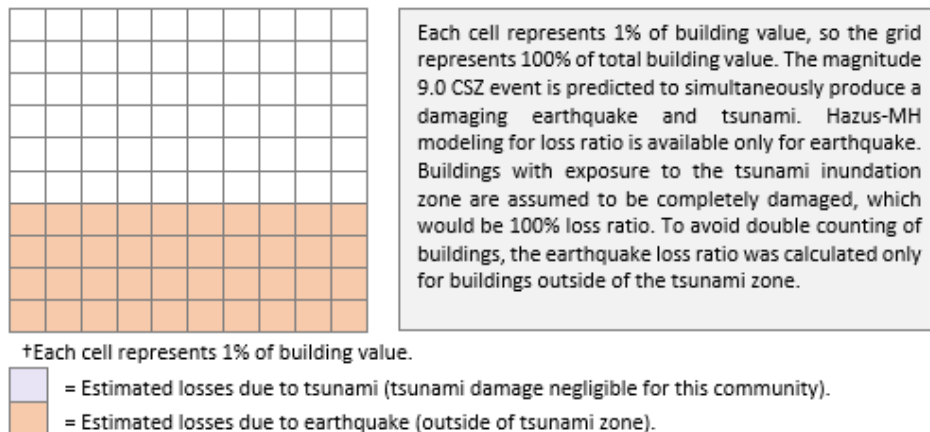 Each cell represents 1% of building value, so the grid
represents 100% of total building value. The magnitude
9.0 CSZ event is predicted to simultaneously produce a
damaging earthquake and tsunami. Hazus-MH
modeling for loss ratio is available only for earthquake.
Buildings with exposure to the tsunami inundation
zone are assumed to be completely damaged, which
would be 100% loss ratio. To avoid double counting of
buildings, the earthquake loss ratio was calculated only
for buildings outside of the tsunami zone.
†Each cell represents 1% of building value.
= Estimated losses due to tsunami (tsunami damage negligible for this community).
= Estimated losses due to earthquake (outside of tsunami zone).